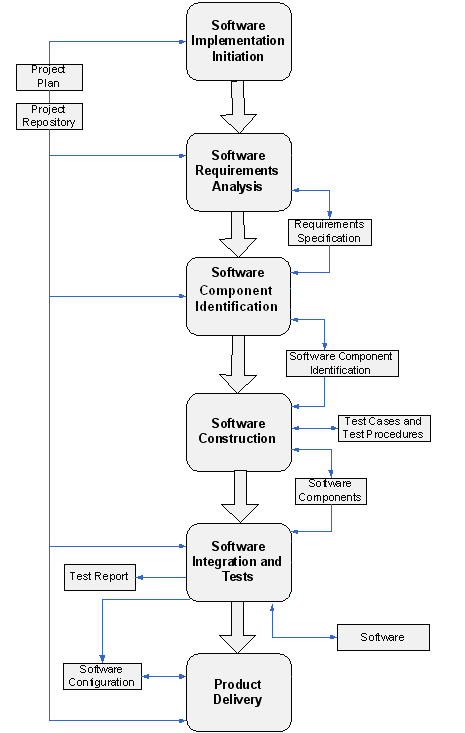 Software
Implementation
Initiation
Project
Plan
Project
Repository
Software
Requirements
Analysis
Requirements
Specification
Software
Component
Identification
Software Component
Identification
Software
Construction
Test Cases and
Test Procedures
Software
Components
Software
Integration and
Tests
Test Report
Software
Software
Configuration
Product
Delivery